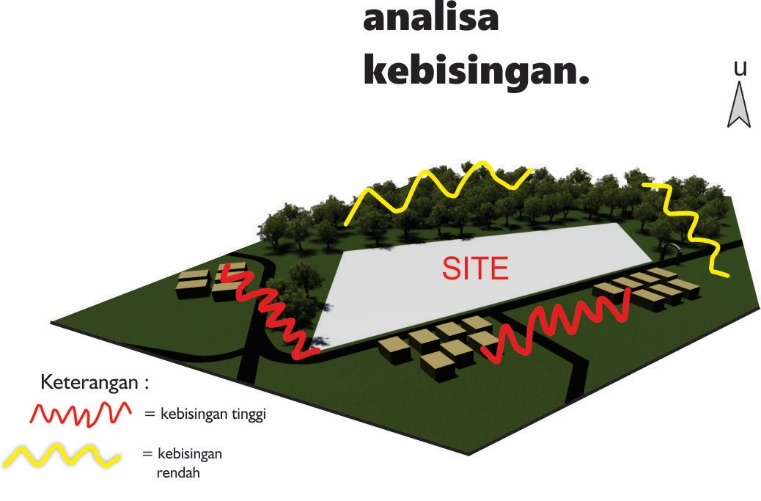 analisa
kebisingan.
u
SITE
Keterangan :
= kebisingan tinggi
= kebisingan
rendah